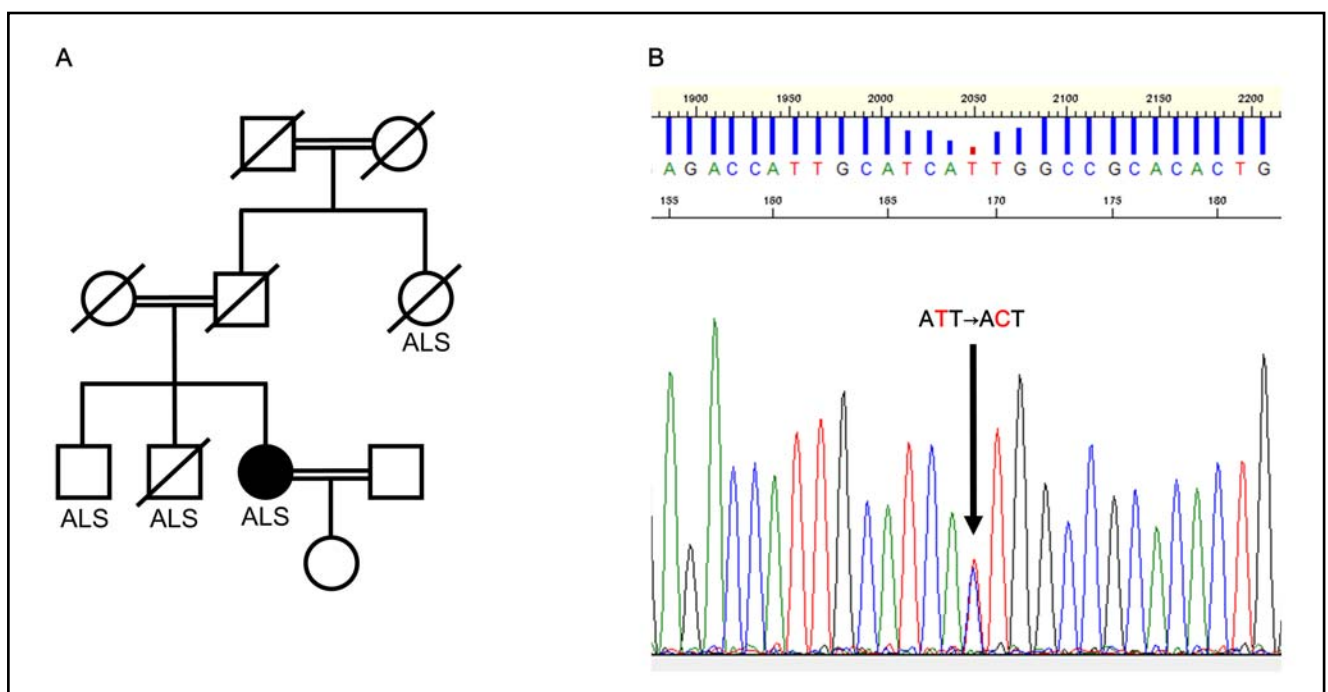 A
ALS
ALS
ALS
ALS
B
1900 1950 2000 2050 2100 2150 2200
A G A C C A T T G C A T C A T T G G C C G C A C A C T G
155 160 165 170 175 180
ATT→ACT